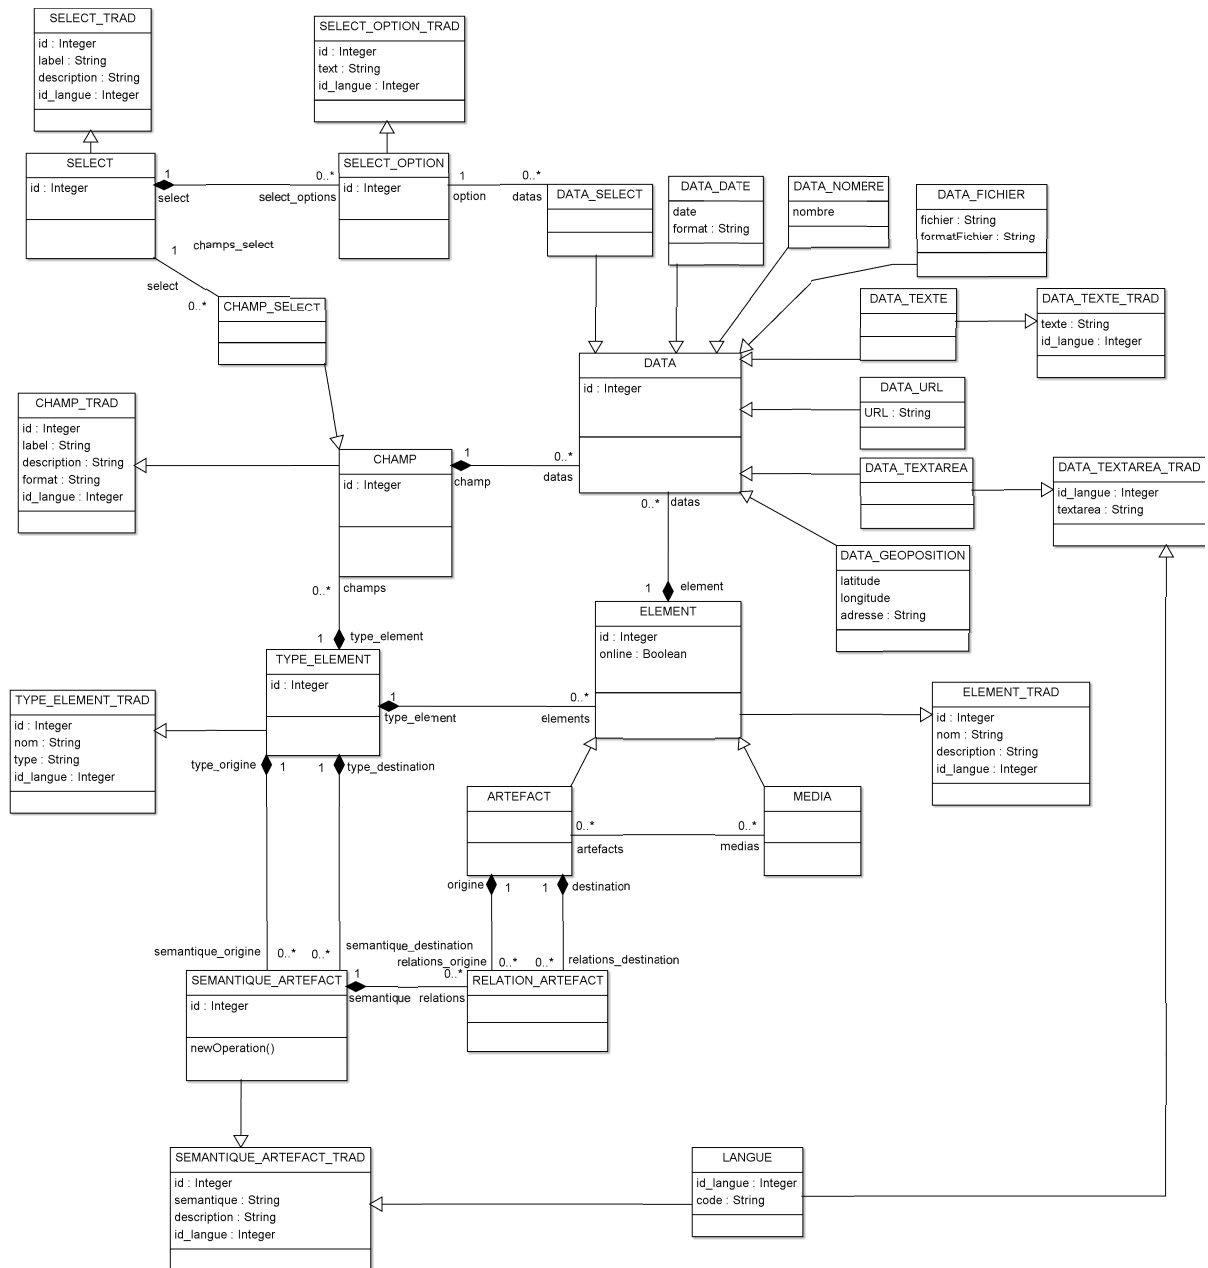 SELECT_TRAD
id : Integer
label : String
description : String
id_langue : Integer
SELECT_OPTION_TRAD
id : Integer
text : String
id_langue : Integer
SELECT
id : Integer
1
select
0..*
select_options
SELECT_OPTION
id : Integer
1
option
0..*
datas
DATA_SELECT
DATA_DATE
date
format : String
DATA_NOMERE
nombre
DATA_FICHIER
fichier : String
formatFichier : String
1
champs_select
select
0..*
CHAMP_SELECT
DATA_TEXTE
DATA_TEXTE_TRAD
texte : String
id_langue : Integer
DATA
id : Integer
DATA_URL
URL : String
CHAMP_TRAD
id : Integer
label : String
description : String
format : String
id_langue : Integer
CHAMP
id : Integer
1
champ
0..*
datas
DATA_TEXTAREA
DATA_TEXTAREA_TRAD
id_langue : Integer
textarea : String
0..*
datas
DATA_GEOPOSITION
latitude
longitude
adresse : String
0..*
champs
1
element
ELEMENT
id : Integer
online : Boolean
1
type_element
TYPE_ELEMENT
id : Integer
1
type_element
0..*
elements
TYPE_ELEMENT_TRAD
id : Integer
nom : String
type : String
id_langue : Integer
ELEMENT_TRAD
id : Integer
nom : String
description : String
id_langue : Integer
type_origine
1
1
type_destination
ARTEFACT
MEDIA
0..*
artefacts
0..*
medias
origine
1
1
destination
semantique_origine
0..*
0..*
semantique_destination
relations_origine
0..*
0..*
relations_destination
SEMANTIQUE_ARTEFACT
id : Integer
newOperation()
1
semantique
0..*
relations
RELATION_ARTEFACT
SEMANTIQUE_ARTEFACT_TRAD
id : Integer
semantique : String
description : String
id_langue : Integer
LANGUE
id_langue : Integer
code : String